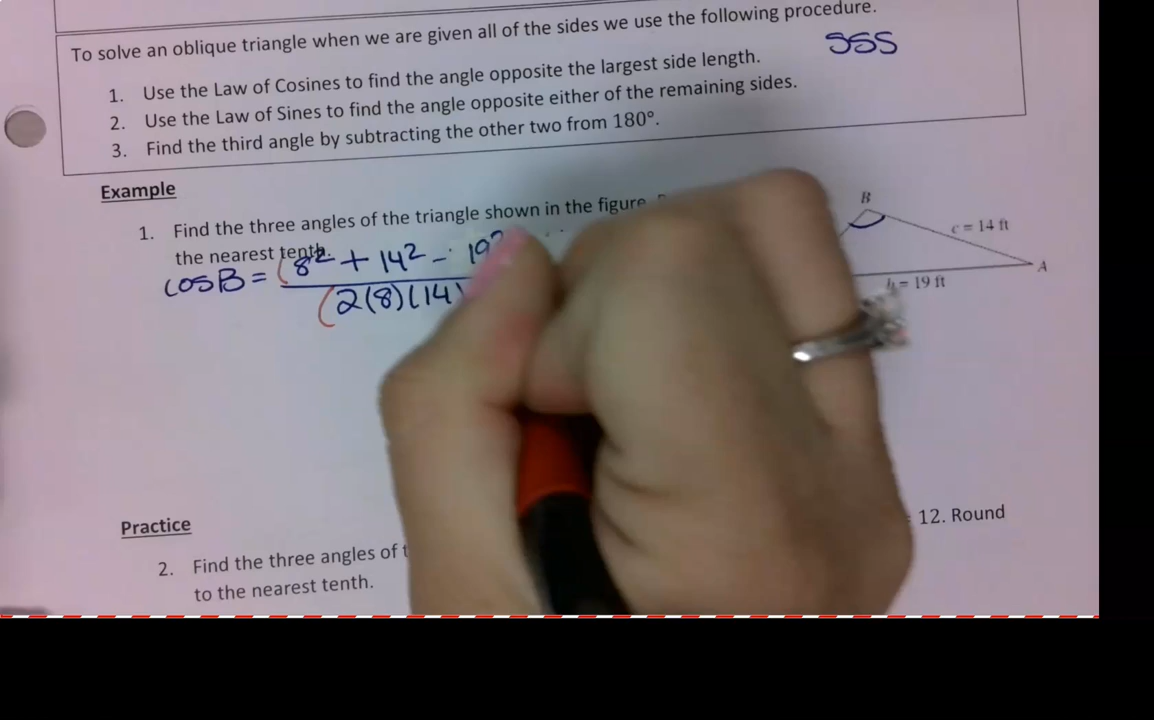 To solve an oblique triangle when we are given all of the sides we use the following procedure.
SSS
1. Use the Law of Cosines to find the angle opposite the largest side length.
2. Use the Law of Sines to find the angle opposite either of the remaining sides.
3. Find the third angle by subtracting the other two from 180°.
Example
1. Find the three angles of the triangle shown in the figure.
the nearest tenth.
cosB = (8² + 14² - 19²
(2(8)(14)
B
c = 14 ft
A
b = 19 ft
Practice
2. Find the three angles of
12. Round
to the nearest tenth.